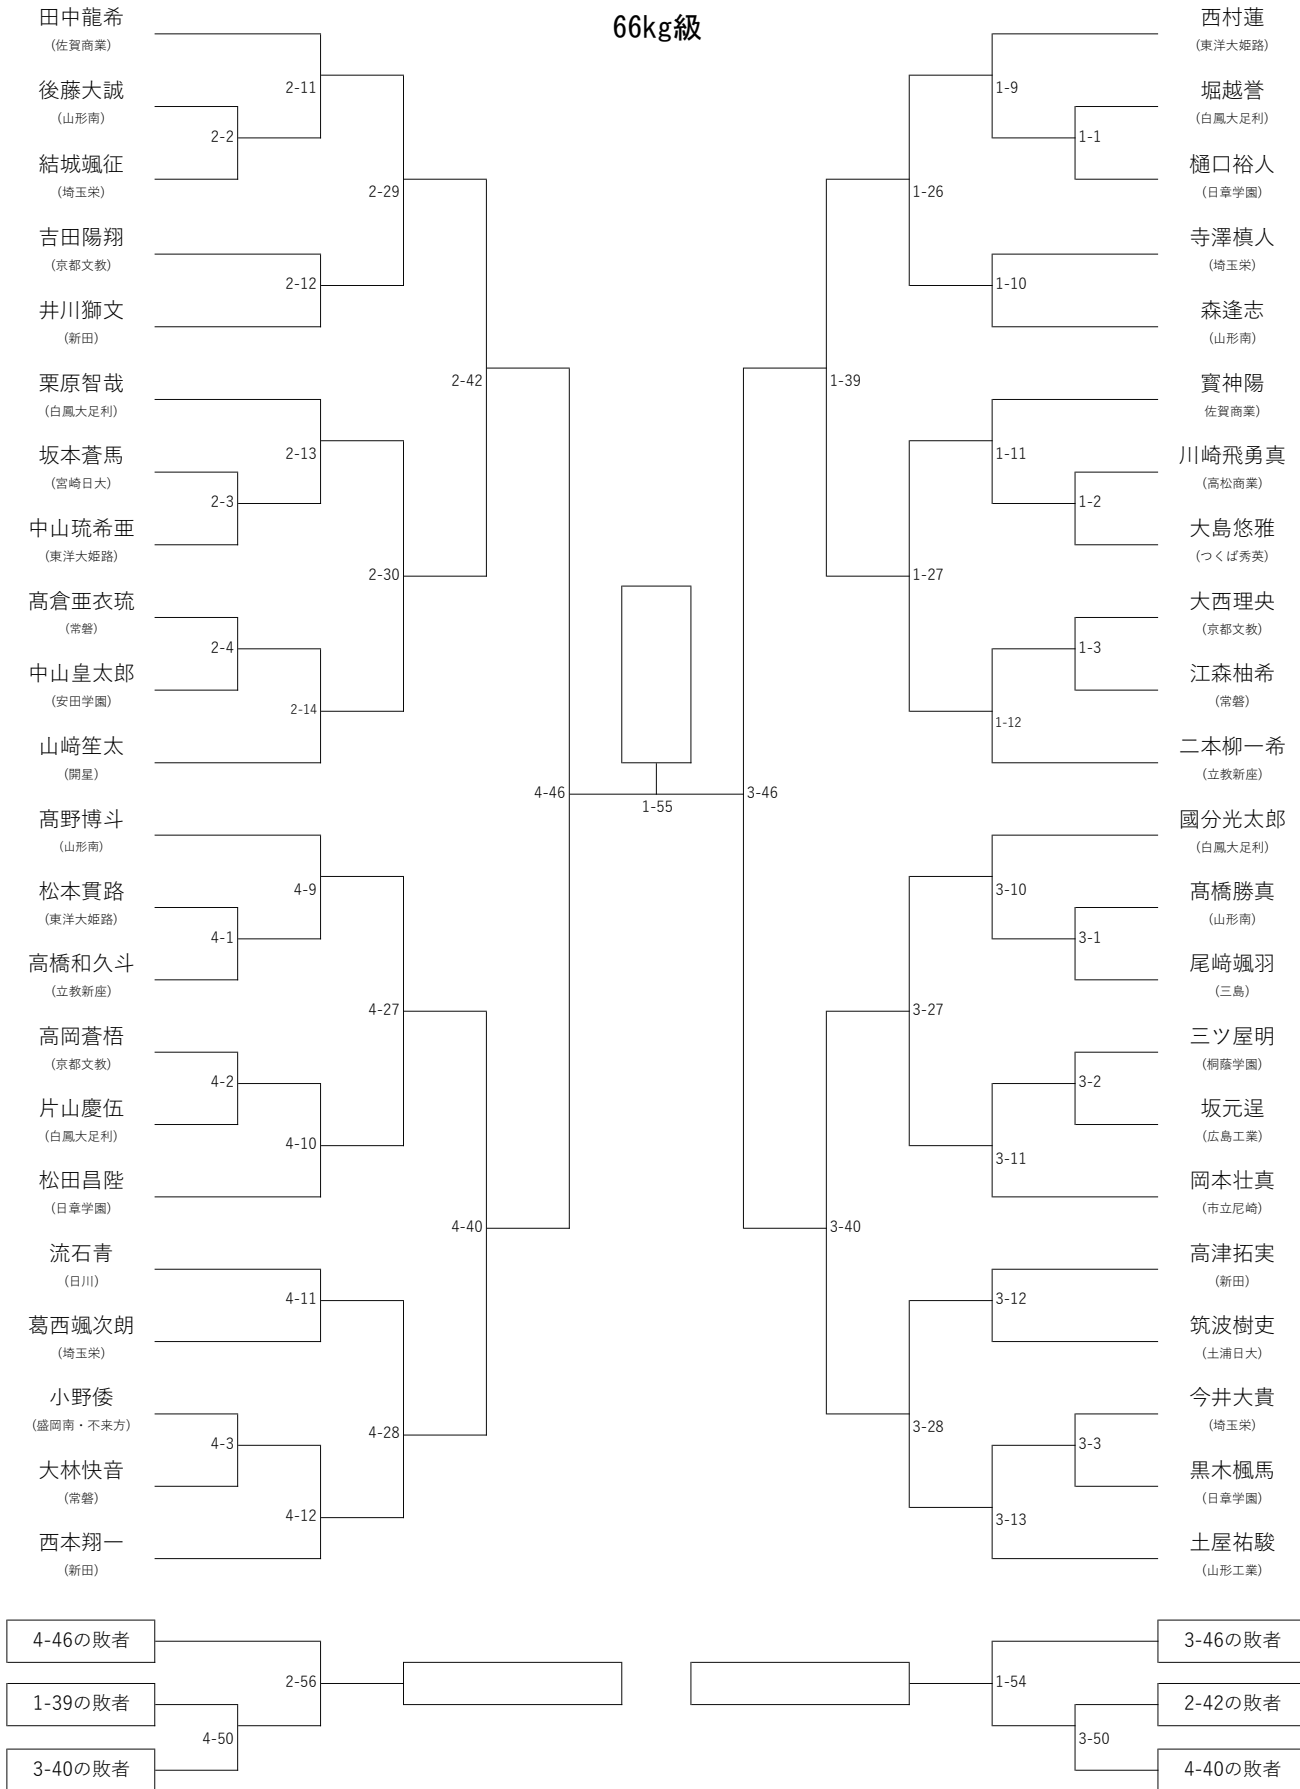 66kg級
田中龍希
(佐賀商業)
後藤大誠
(山形南)
結城颯征
(埼玉栄)
吉田陽翔
(京都文教)
井川獅文
(新田)
栗原智哉
(白鳳大足利)
坂本蒼馬
(宮崎日大)
中山琉希亜
(東洋大姫路)
髙倉亜衣琉
(常磐)
中山皇太郎
(安田学園)
山﨑笙太
(開星)
髙野博斗
(山形南)
松本貫路
(東洋大姫路)
高橋和久斗
(立教新座)
高岡蒼梧
(京都文教)
片山慶伍
(白鳳大足利)
松田昌陛
(日章学園)
流石青
(日川)
葛西颯次朗
(埼玉栄)
小野倭
(盛岡南・不来方)
大林快音
(常磐)
西本翔一
(新田)
2-11
2-2
2-29
2-12
2-42
2-13
2-3
2-30
2-4
2-14
4-46
4-9
4-1
4-27
4-2
4-10
4-40
4-11
4-28
4-3
4-12
1-55
1-9
1-1
1-26
1-10
1-39
1-11
1-2
1-27
1-3
1-12
3-46
3-10
3-1
3-27
3-2
3-11
3-40
3-12
3-28
3-3
3-13
西村蓮
(東洋大姫路)
堀越誉
(白鳳大足利)
樋口裕人
(日章学園)
寺澤槙人
(埼玉栄)
森逢志
(山形南)
寳神陽
佐賀商業)
川崎飛勇真
(高松商業)
大島悠雅
(つくば秀英)
大西理央
(京都文教)
江森柚希
(常磐)
二本柳一希
(立教新座)
國分光太郎
(白鳳大足利)
髙橋勝真
(山形南)
尾﨑颯羽
(三島)
三ツ屋明
(桐蔭学園)
坂元逞
(広島工業)
岡本壮真
(市立尼崎)
高津拓実
(新田)
筑波樹吏
(土浦日大)
今井大貴
(埼玉栄)
黒木楓馬
(日章学園)
土屋祐駿
(山形工業)
4-46の敗者
1-39の敗者
3-40の敗者
2-56
4-50
1-54
3-50
3-46の敗者
2-42の敗者
4-40の敗者